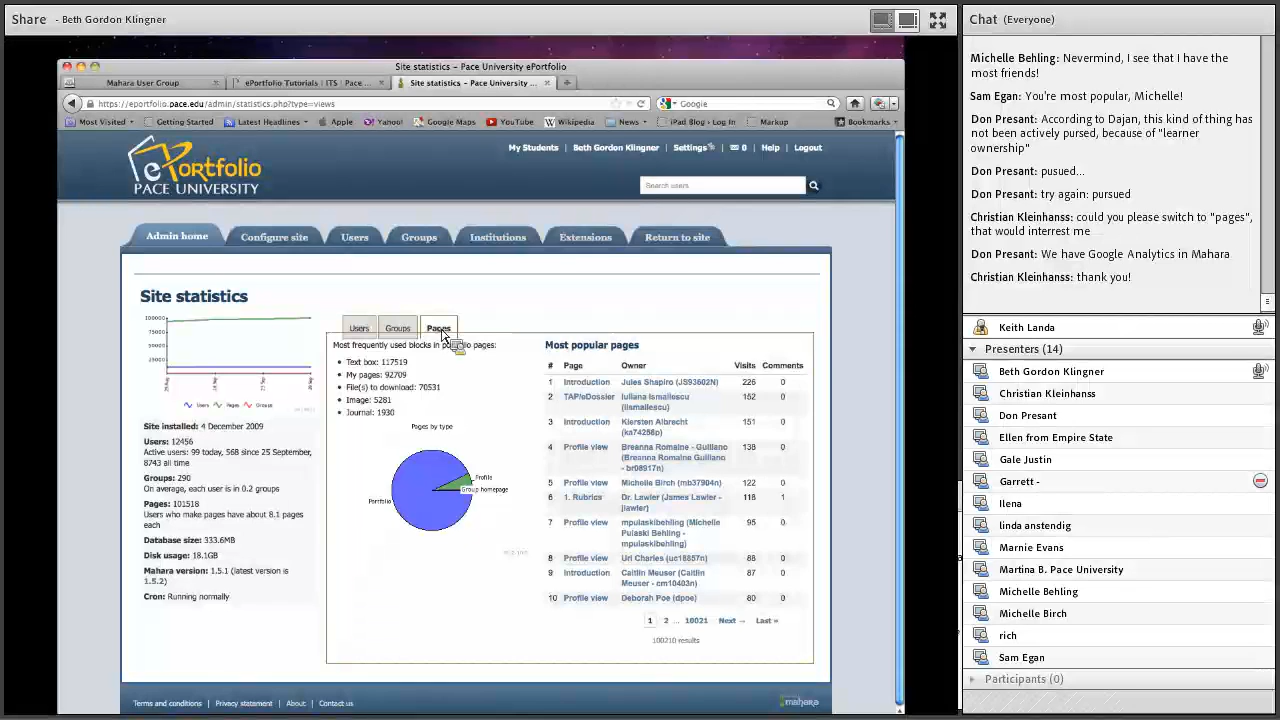 Share - Beth Gordon Klingner
Site statistics – Pace University ePortfolio
Mahara User Group
ePortfolio Tutorials | ITS | Pace ...
Site statistics – Pace University ...
https://eportfolio.pace.edu/admin/statistics.php?type=views
Google
Most Visited
Getting Started
Latest Headlines
Apple
Yahoo!
Google Maps
YouTube
Wikipedia
News
iPad Blog › Log In
Markup
Bookmarks
ePortfolio
PACE UNIVERSITY
My Students
Beth Gordon Klingner
Settings
0
Help
Logout
Search users
Admin home
Configure site
Users
Groups
Institutions
Extensions
Return to site
Site statistics
100000
75000
50000
25000
Users
Pages
Groups
Site installed: 4 December 2009
Users: 12456
Active users: 99 today, 568 since 25 September,
8743 all time
Groups: 290
On average, each user is in 0.2 groups
Pages: 101518
Users who make pages have about 8.1 pages
each
Database size: 333.6MB
Disk usage: 18.1GB
Mahara version: 1.5.1 (latest version is
1.5.2)
Cron: Running normally
Users
Groups
Pages
Most frequently used blocks in portfolio pages:
Text box: 117519
My pages: 92709
File(s) to download: 70531
Image: 5281
Journal: 1930
Pages by type
Profile
Group homepage
Portfolio
Most popular pages
# Page Owner Visits Comments
1 Introduction Jules Shapiro (JS93602N) 226 0
2 TAP/eDossier Iuliana Ismailescu 152 0
(iismailescu)
3 Introduction Kiersten Albrecht 151 0
(ka74256p)
4 Profile view Breanna Romaine - Guiliano 138 0
(Breanna Romaine Guiliano
- br08917n)
5 Profile view Michelle Birch (mb37904n) 122 0
6 1. Rubrics Dr. Lawler (James Lawler - 118 1
jlawler)
7 Profile view mpulaskibehling (Michelle 95 0
Pulaski Behling -
mpulaskibehling)
8 Profile view Uri Charles (uc16857n) 88 0
9 Introduction Caitlin Meuser (Caitlin 87 0
Meuser - cm10403n)
10 Profile view Deborah Poe (dpoe) 80 0
1 2 ... 10021 Next → Last »
100210 results
Terms and conditions | Privacy statement | About | Contact us
mahara
Chat (Everyone)
Michelle Behling: Nevermind, I see that I have the
most friends!
Sam Egan: You're most popular, Michelle!
Don Presant: According to Dajan, this kind of thing has
not been actively pursed, because of "learner
ownership"
Don Presant: pusued...
Don Presant: try again: pursued
Christian Kleinhanss: could you please switch to "pages",
that would interrest me
Don Presant: We have Google Analytics in Mahara
Christian Kleinhanss: thank you!
Keith Landa
Presenters (14)
Beth Gordon Klingner
Christian Kleinhanss
Don Presant
Ellen from Empire State
Gale Justin
Garrett -
Ilena
linda anstendig
Marnie Evans
Martina B. Pace University
Michelle Behling
Michelle Birch
rich
Sam Egan
Participants (0)